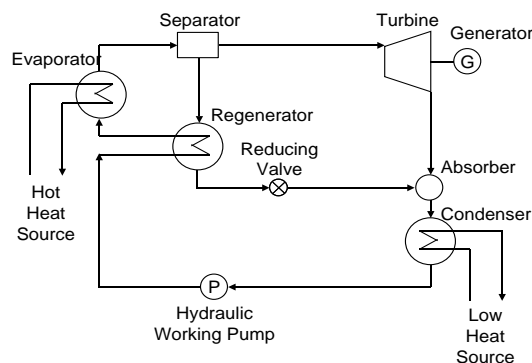 Separator
Turbine
Generator
Evaporator
G
Regenerator
Reducing
Valve
Absorber
Hot
Heat
Source
Condenser
P
Hydraulic
Working Pump
Low
Heat
Source